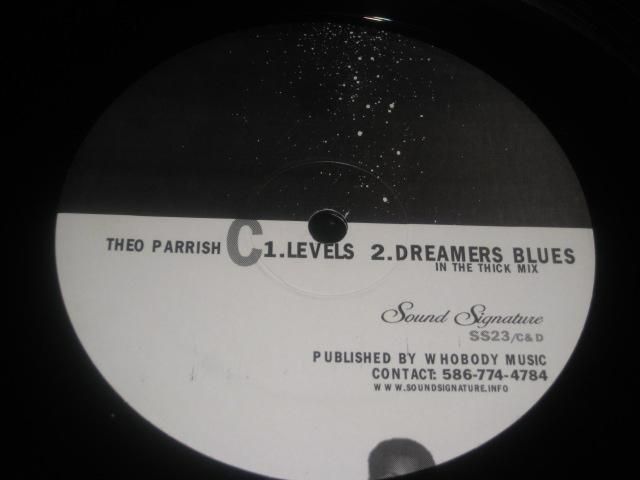 THEO PARRISH C 1.LEVELS 2.DREAMERS BLUES
IN THE THICK MIX
Sound Signature
SS23/C& D
PUBLISHED BY WHOBODY MUSIC
CONTACT: 586-774-4784
WWW.SOUNDSIGNATURE.INFO